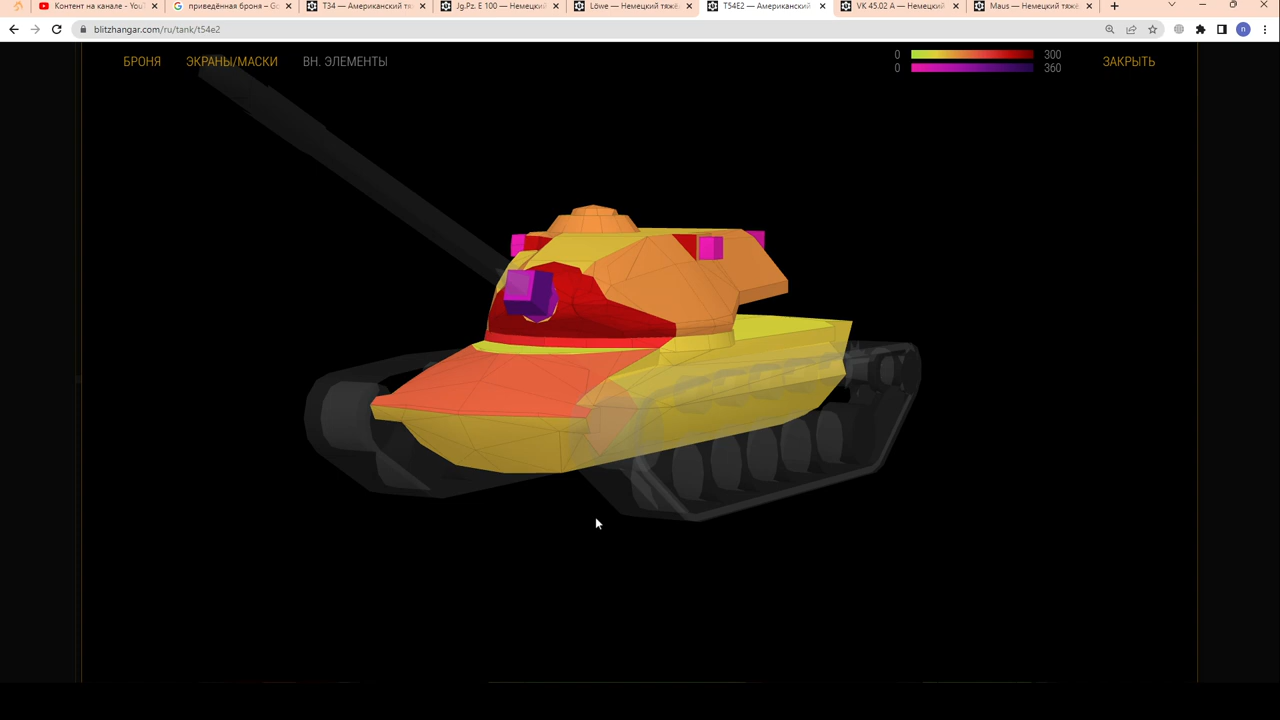 Контент на канале - YouT
приведённая броня – Go
T34 — Американский тя
Jg.Pz. E 100 — Немецкий
Löwe — Немецкий тяжё
T54E2 — Американский
VK 45.02 A — Немецкий
Maus — Немецкий тяжё
blitzhangar.com/ru/tank/t54e2
n
БРОНЯ ЭКРАНЫ/МАСКИ ВН. ЭЛЕМЕНТЫ
0 300
0 360
ЗАКРЫТЬ